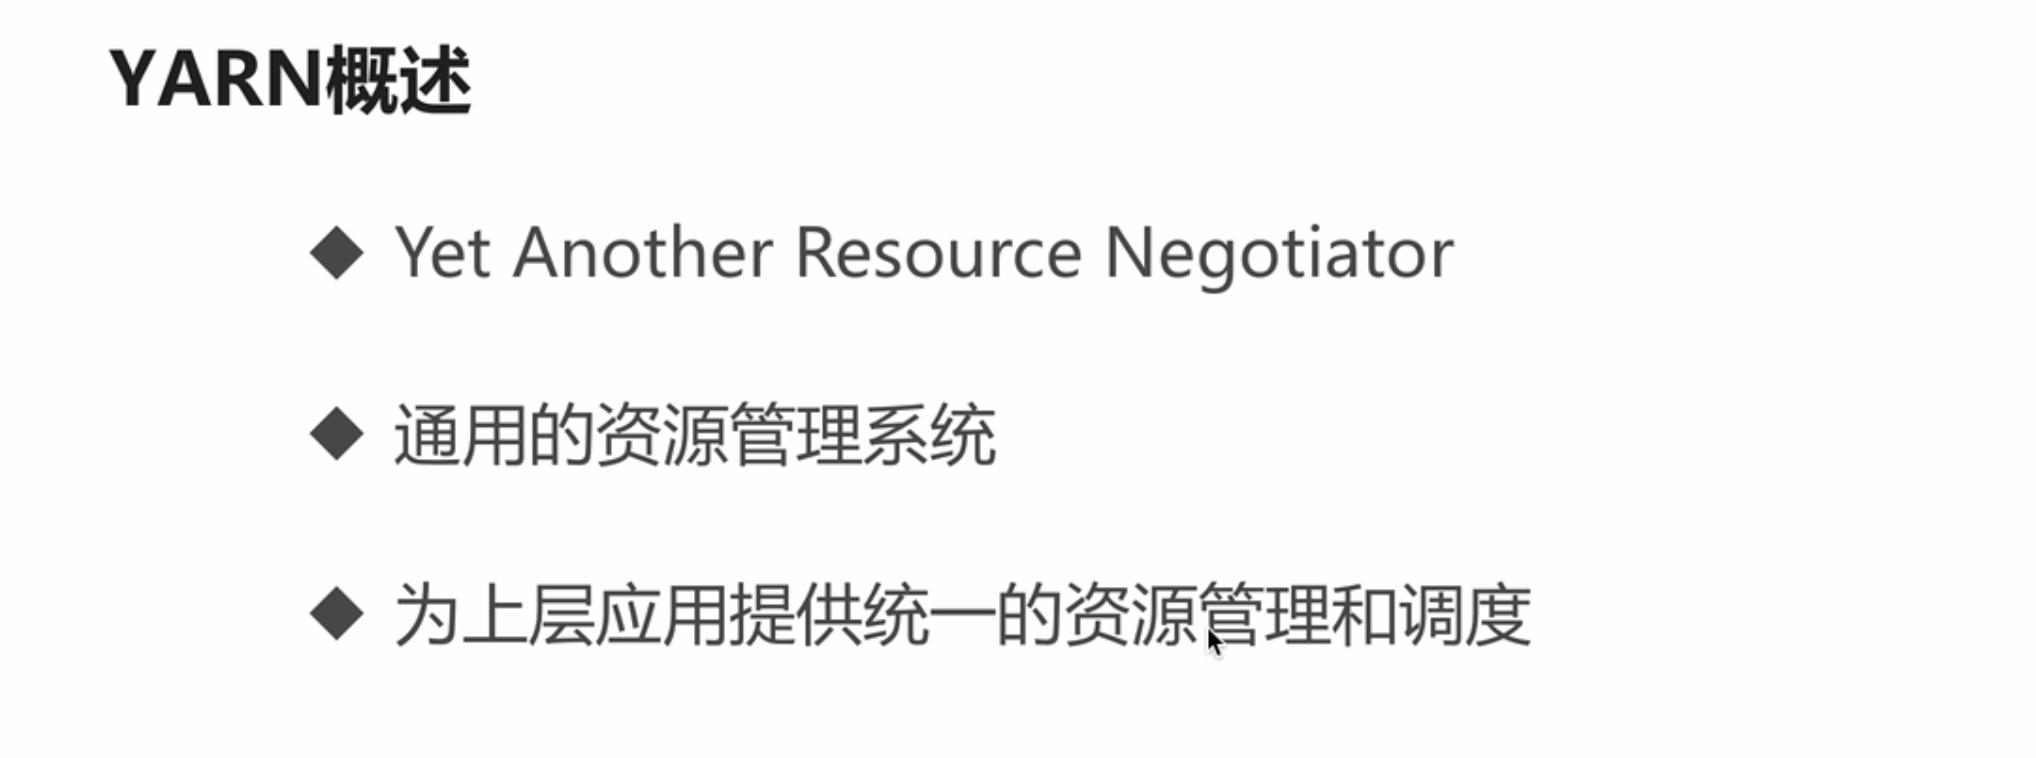 YARN概述
Yet Another Resource Negotiator
通用的资源管理系统
为上层应用提供统一的资源管理和调度